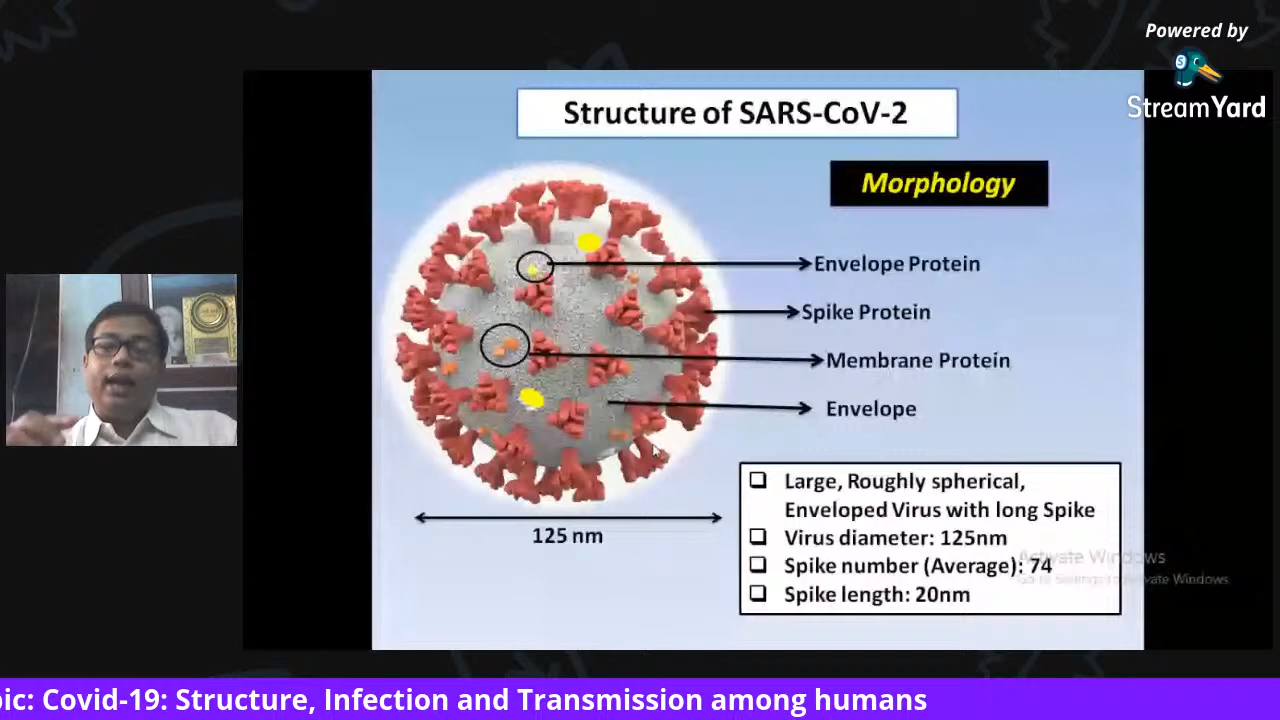 Powered by
StreamYard
Structure of SARS-CoV-2
Morphology
Envelope Protein
Spike Protein
Membrane Protein
Envelope
125 nm
Large, Roughly spherical,
Enveloped Virus with long Spike
Virus diameter: 125nm
Spike number (Average): 74
Spike length: 20nm
Activate Windows
Go to Settings to activate Windows.
ic: Covid-19: Structure, Infection and Transmission among humans